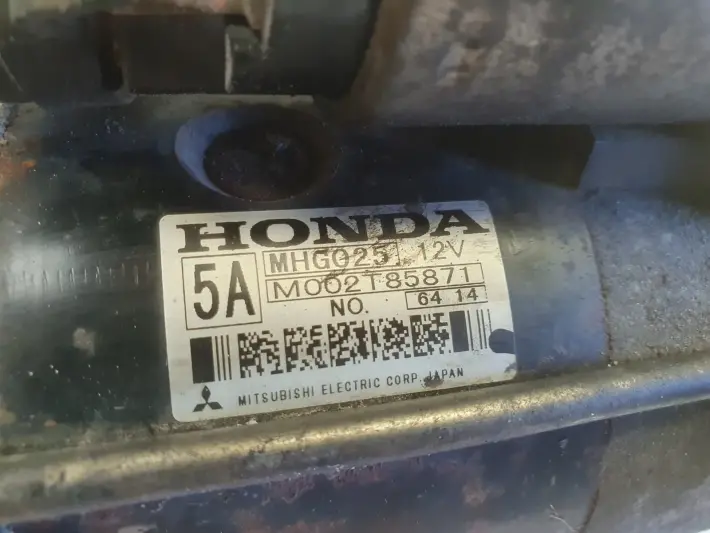 HONDA
5A
MHG025 12V
M002T85871
NO. 64 14
MITSUBISHI ELECTRIC CORP. JAPAN